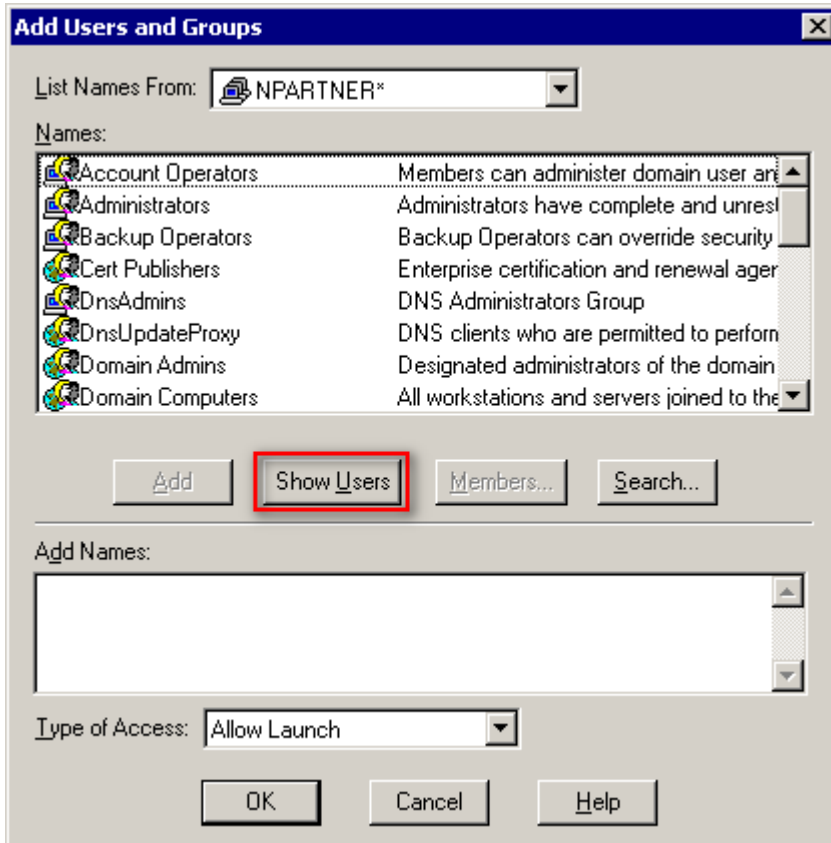 Add Users and Groups
List Names From: NPARTNER*
Names:
Account Operators Members can administer domain user an
Administrators Administrators have complete and unrest
Backup Operators Backup Operators can override security
Cert Publishers Enterprise certification and renewal ager
DnsAdmins DNS Administrators Group
DnsUpdateProxy DNS clients who are permitted to perform
Domain Admins Designated administrators of the domain
Domain Computers All workstations and servers joined to the
Add Show Users Members... Search...
Add Names:
Type of Access: Allow Launch
OK Cancel Help